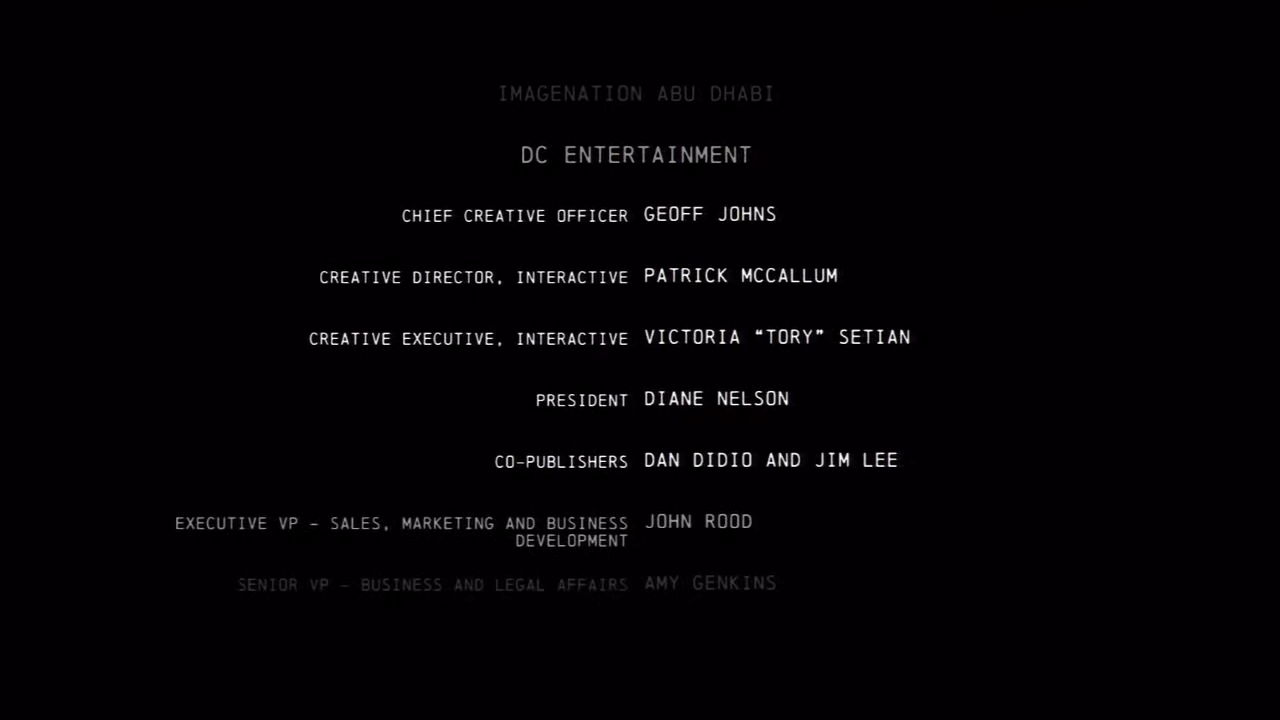 IMAGENATION ABU DHABI
DC ENTERTAINMENT
CHIEF CREATIVE OFFICER GEOFF JOHNS
CREATIVE DIRECTOR, INTERACTIVE PATRICK MCCALLUM
CREATIVE EXECUTIVE, INTERACTIVE VICTORIA “TORY” SETIAN
PRESIDENT DIANE NELSON
CO-PUBLISHERS DAN DIDIO AND JIM LEE
EXECUTIVE VP - SALES, MARKETING AND BUSINESS JOHN ROOD
DEVELOPMENT
SENIOR VP - BUSINESS AND LEGAL AFFAIRS AMY GENKINS